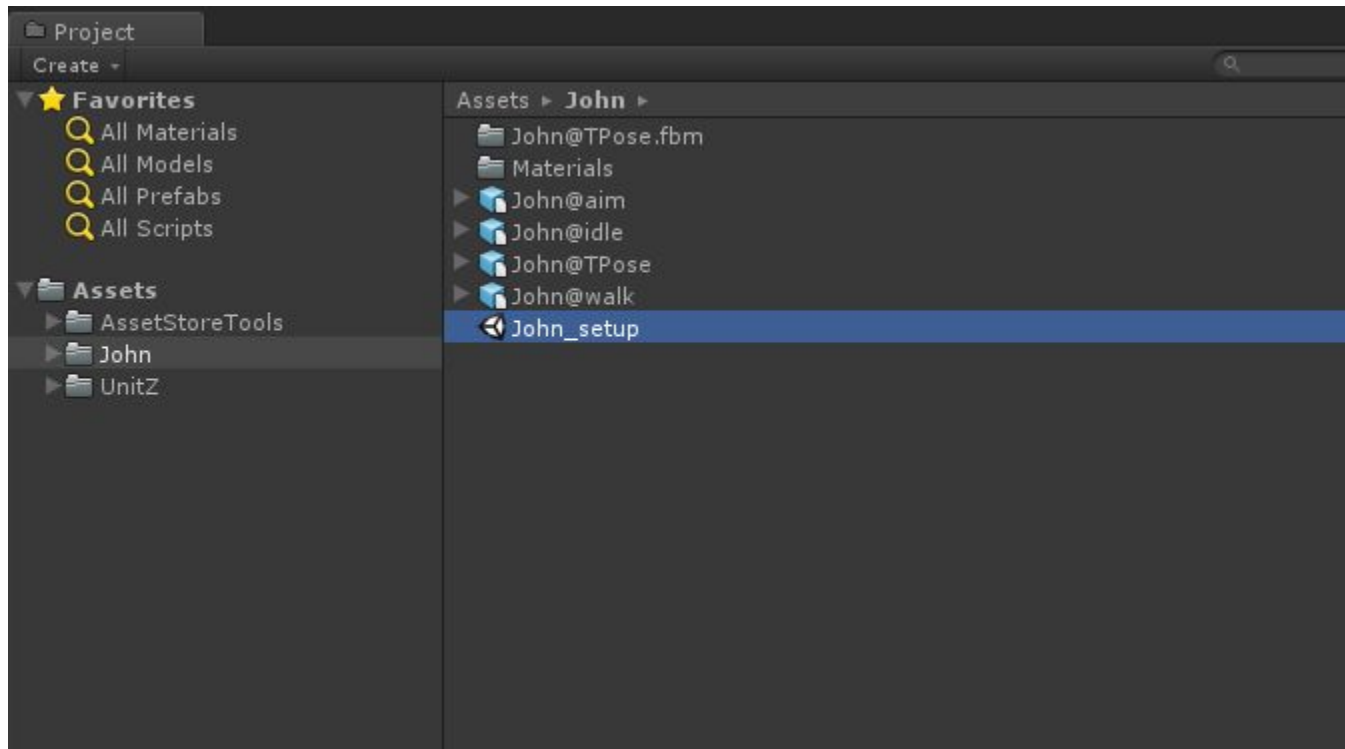 Project
Create
Favorites
All Materials
All Models
All Prefabs
All Scripts
Assets
AssetStoreTools
John
UnitZ
Assets ▸ John ▸
John@TPose.fbm
Materials
John@aim
John@idle
John@TPose
John@walk
John_setup